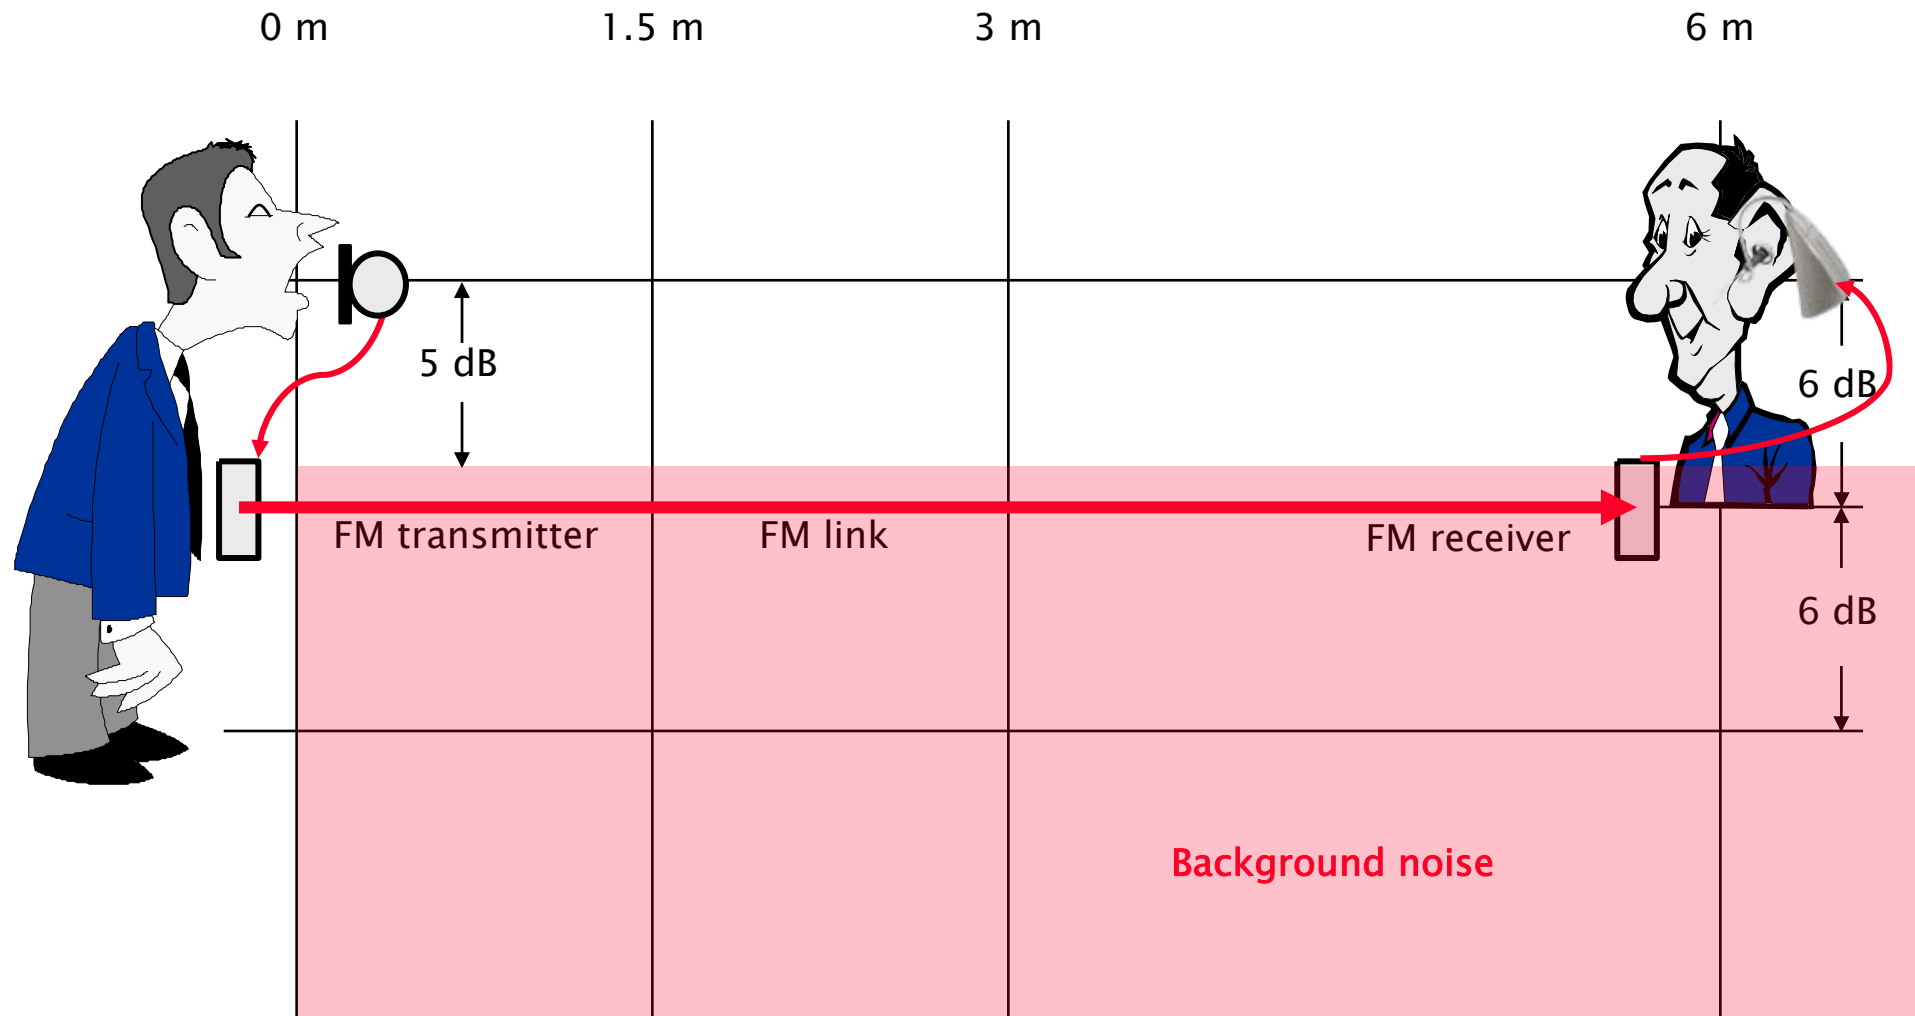 0 m 1.5 m 3 m 6 m
5 dB
6 dB
FM transmitter FM link FM receiver
6 dB
Background noise